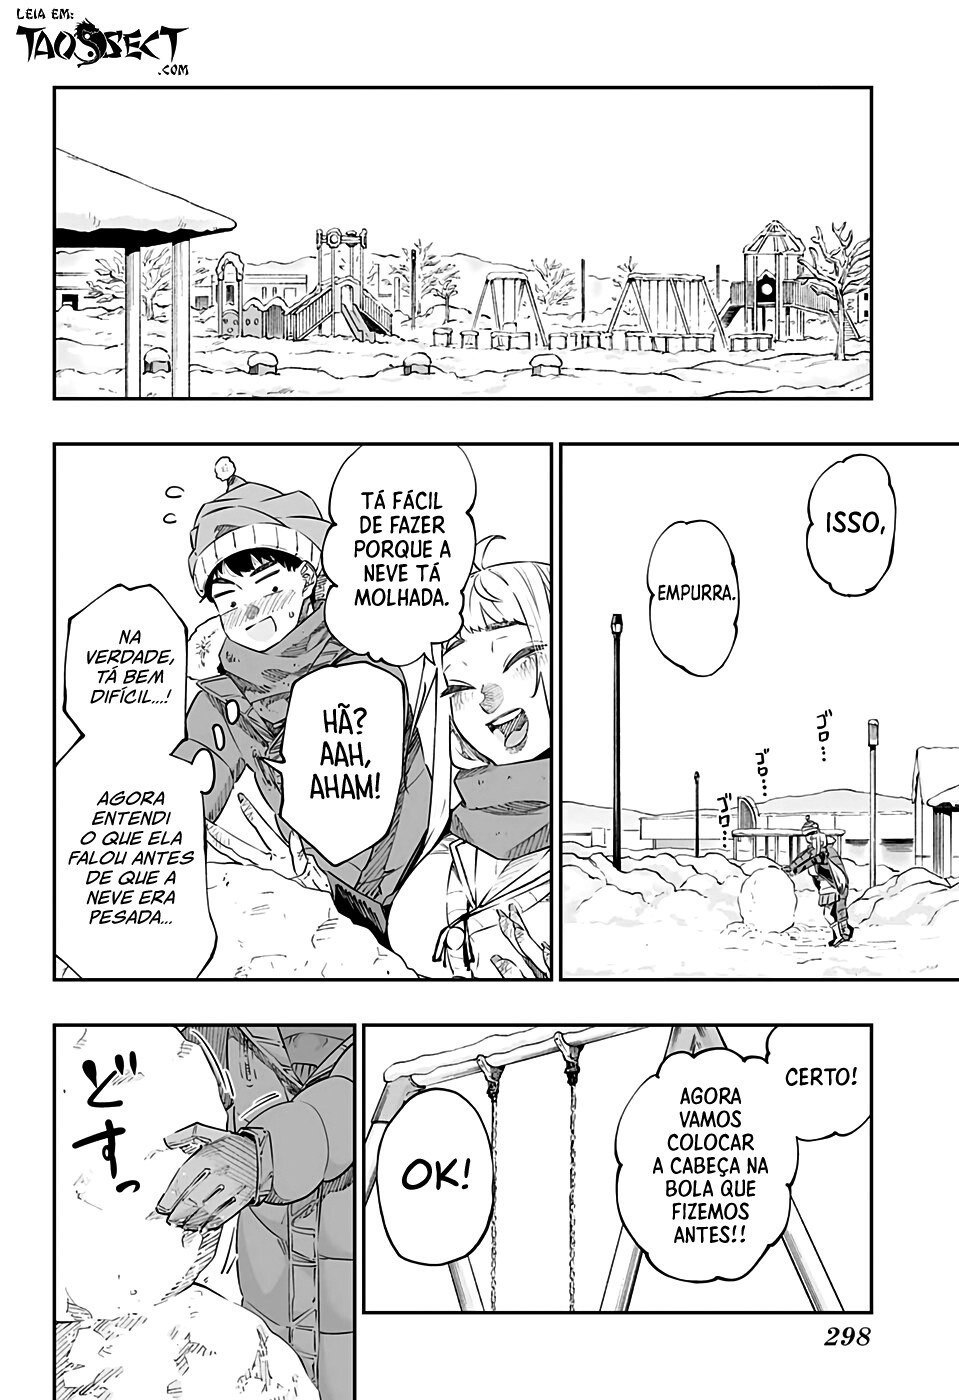 LEIA EM:
TAOSSECT
.COM
ISSO,
EMPURRA.
ゴロ…
ゴロ…
ゴロ…
TÁ FÁCIL
DE FAZER
PORQUE A
NEVE TÁ
MOLHADA.
HÃ?
AAH,
AHAM!
NA
VERDADE,
TÁ BEM
DIFÍCIL...!
AGORA
ENTENDI
O QUE ELA
FALOU ANTES
DE QUE A
NEVE ERA
PESADA...
CERTO!
AGORA
VAMOS
COLOCAR
A CABEÇA NA
BOLA QUE
FIZEMOS
ANTES!!
OK!
どすっ
298